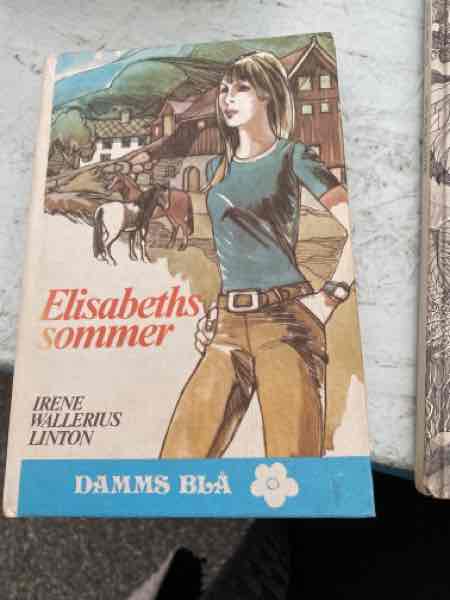 Elisabeths
sommer
IRENE
WALLERIUS
LINTON
DAMMS BLÅ